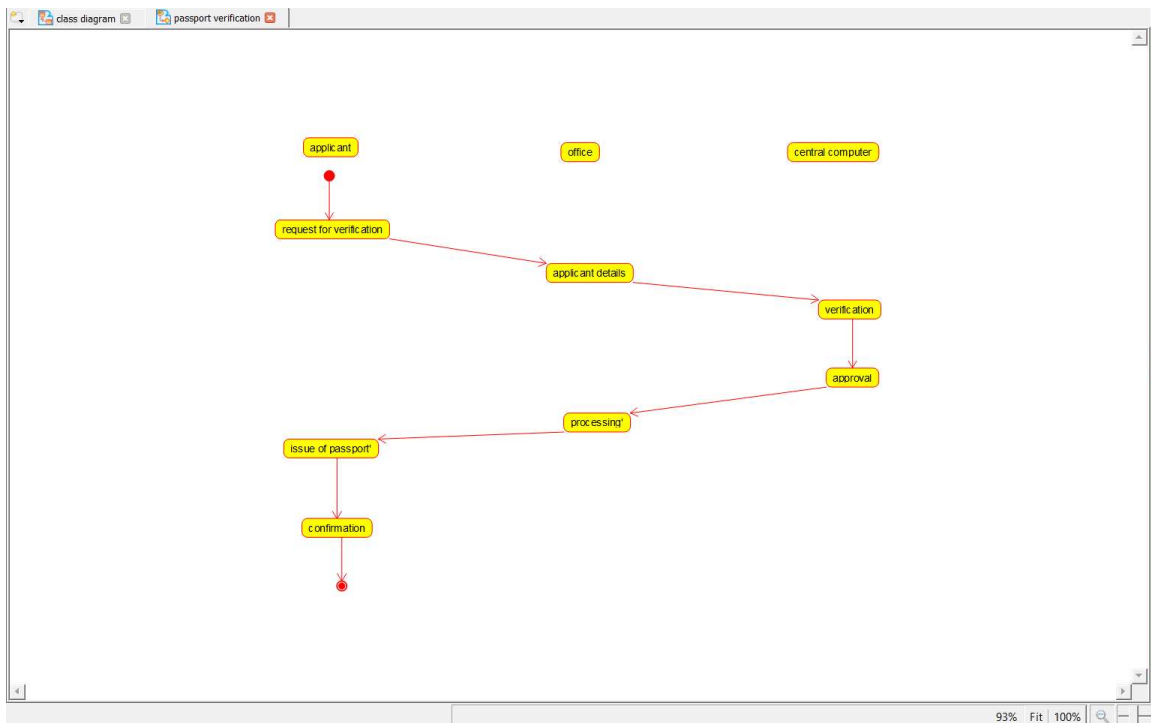 class diagram
passport verification
applicant
office
central computer
request for verification
applicant details
verification
approval
processing'
issue of passport'
confirmation
93% Fit 100%